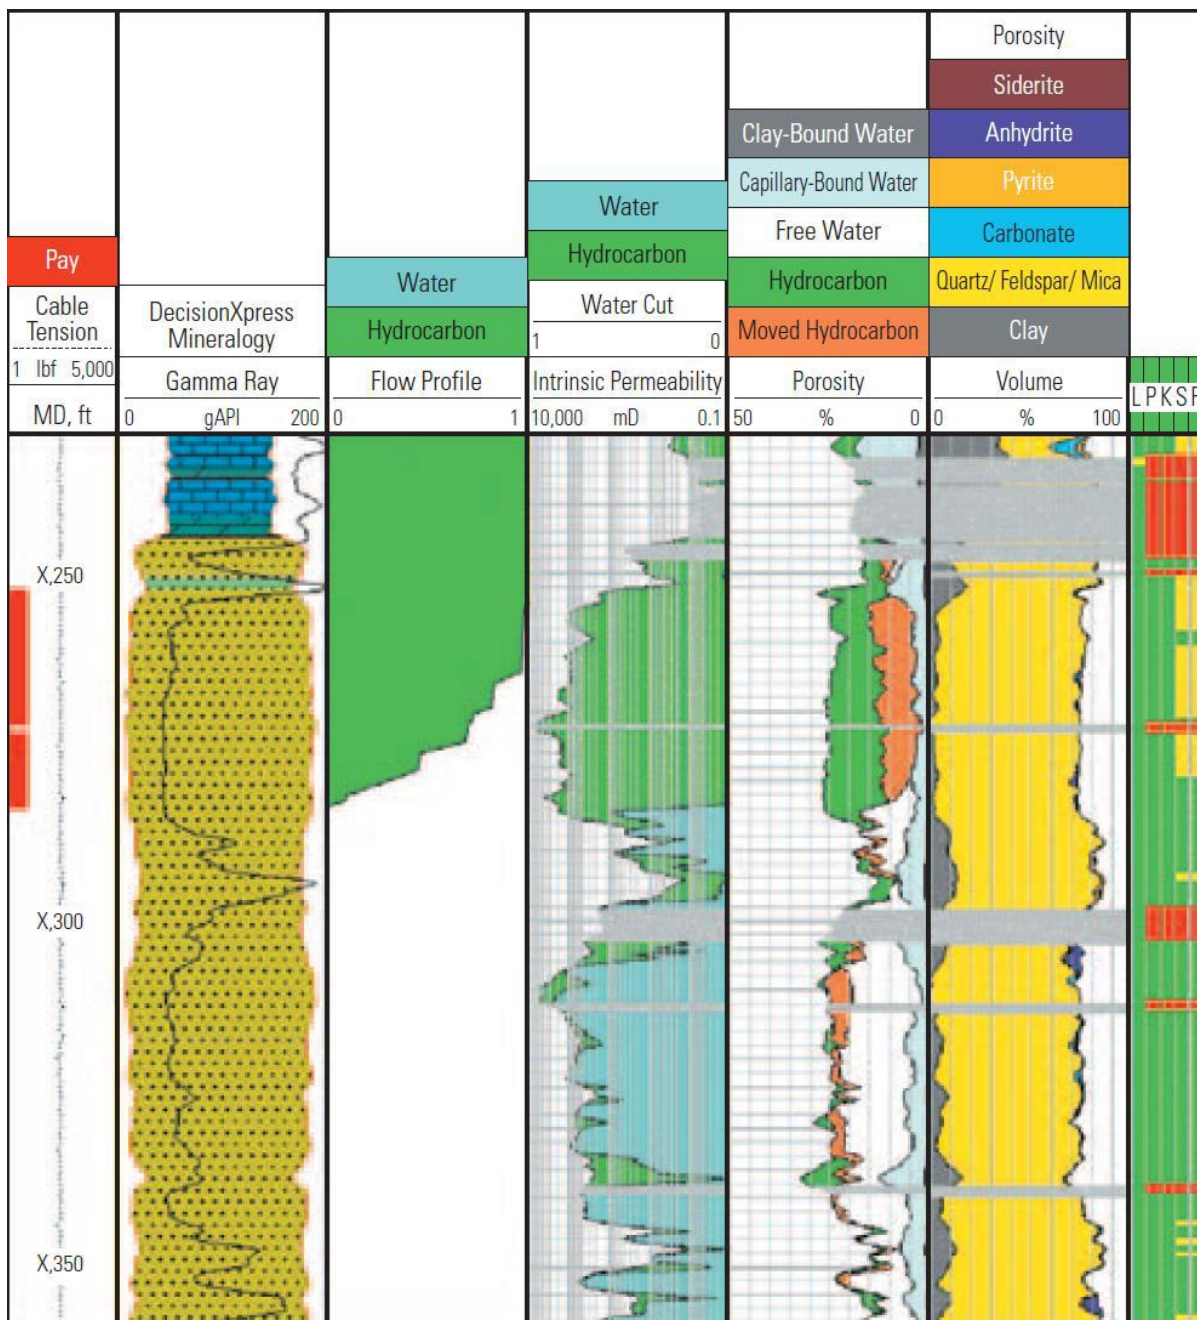 Pay
Cable
Tension
1 lbf 5,000
MD, ft
DecisionXpress
Mineralogy
Gamma Ray
0 gAPI 200
Water
Hydrocarbon
Flow Profile
0 1
Water
Hydrocarbon
Water Cut
1 0
Intrinsic Permeability
10,000 mD 0.1
Clay-Bound Water
Capillary-Bound Water
Free Water
Hydrocarbon
Moved Hydrocarbon
Porosity
50 % 0
Porosity
Siderite
Anhydrite
Pyrite
Carbonate
Quartz/ Feldspar/ Mica
Clay
Volume
0 % 100
L P K S F
X,250
X,300
X,350